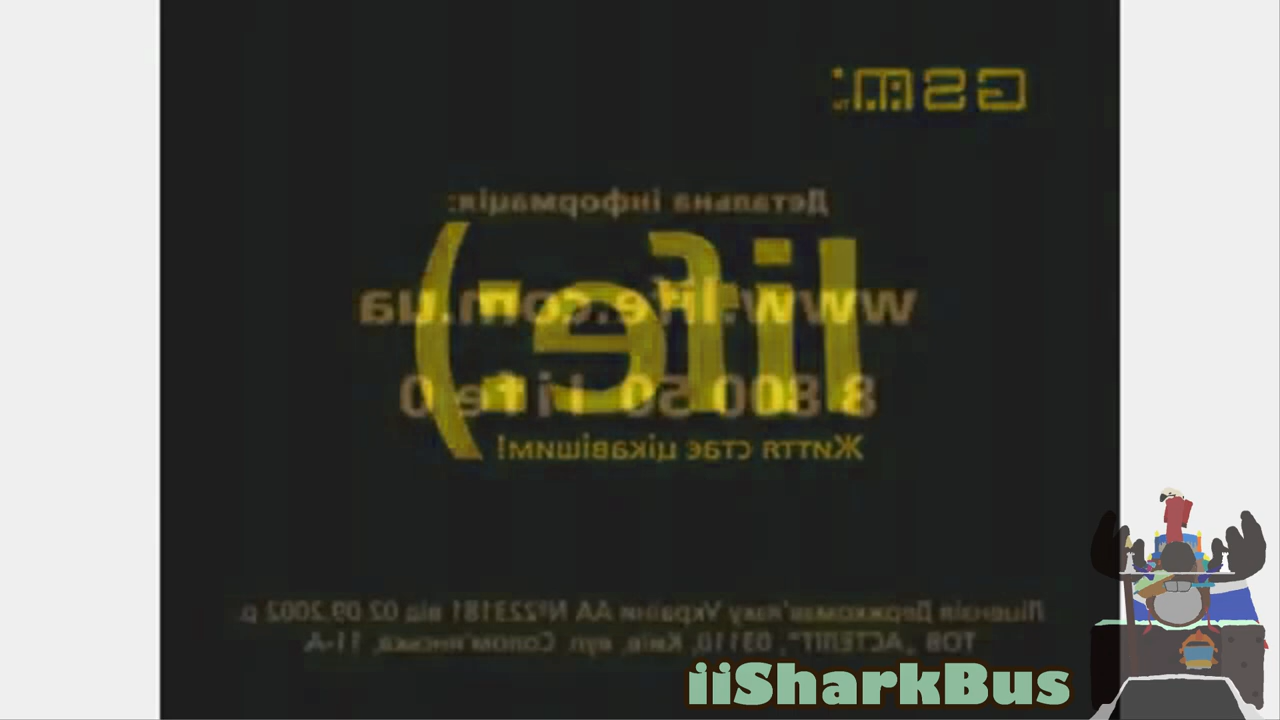 GSM:
TM
Детальна інформація:
life:)
www.life.com.ua
8 800 50 life 0
Життя стає цікавішим!
Ліцензія Держкомзв'язку України АА №223181 від 02.09.2002 р.
ТОВ „АСТЕЛІТ", 03110, Київ, вул. Солом'янська, 11-А
iiSharkBus